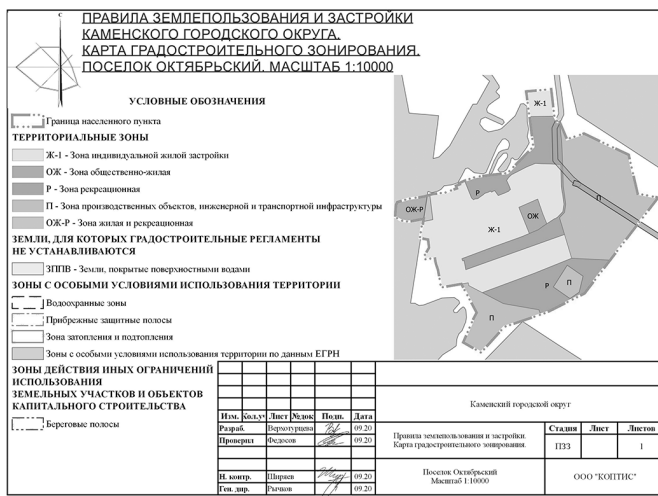 С
ПРАВИЛА ЗЕМЛЕПОЛЬЗОВАНИЯ И ЗАСТРОЙКИ
КАМЕНСКОГО ГОРОДСКОГО ОКРУГА.
КАРТА ГРАДОСТРОИТЕЛЬНОГО ЗОНИРОВАНИЯ.
ПОСЕЛОК ОКТЯБРЬСКИЙ. МАСШТАБ 1:10000
УСЛОВНЫЕ ОБОЗНАЧЕНИЯ
Граница населенного пункта
ТЕРРИТОРИАЛЬНЫЕ ЗОНЫ
Ж-1 - Зона индивидуальной жилой застройки
ОЖ - Зона общественно-жилая
Р - Зона рекреационная
П - Зона производственных объектов, инженерной и транспортной инфраструктуры
ОЖ-Р - Зона жилая и рекреационная
ЗЕМЛИ, ДЛЯ КОТОРЫХ ГРАДОСТРОИТЕЛЬНЫЕ РЕГЛАМЕНТЫ
НЕ УСТАНАВЛИВАЮТСЯ
ЗППВ - Земли, покрытые поверхностными водами
ЗОНЫ С ОСОБЫМИ УСЛОВИЯМИ ИСПОЛЬЗОВАНИЯ ТЕРРИТОРИИ
Водоохранные зоны
Прибрежные защитные полосы
Зона затопления и подтопления
Зоны с особыми условиями использования территории по данным ЕГРН
ЗОНЫ ДЕЙСТВИЯ ИНЫХ ОГРАНИЧЕНИЙ
ИСПОЛЬЗОВАНИЯ
ЗЕМЕЛЬНЫХ УЧАСТКОВ И ОБЪЕКТОВ
КАПИТАЛЬНОГО СТРОИТЕЛЬСТВА
Береговые полосы
Ж-1
П
Р
ОЖ-Р
ОЖ
Ж-1
Р
П
П
Изм. Кол.уч Лист №док Подп. Дата
Разраб. Верхотурцева 09.20
Проверил Федосов 09.20
Н. контр. Ширяев 09.20
Ген. дир. Рычков 09.20
Каменский городской округ
Правила землепользования и застройки.
Карта градостроительного зонирования.
Стадия Лист Листов
ПЗЗ 1
Поселок Октябрьский
Масштаб 1:10000
ООО "КОПТИС"